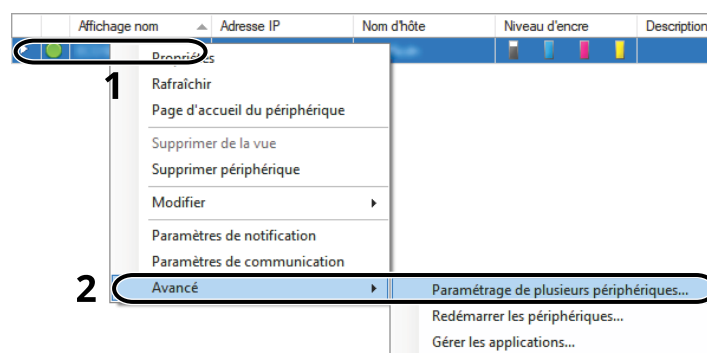 Affichage nom Adresse IP Nom d'hôte Niveau d'encre Description
1
Propriétés
Rafraîchir
Page d'accueil du périphérique
Supprimer de la vue
Supprimer périphérique
Modifier
Paramètres de notification
Paramètres de communication
2 Avancé Paramétrage de plusieurs périphériques...
Redémarrer les périphériques...
Gérer les applications...